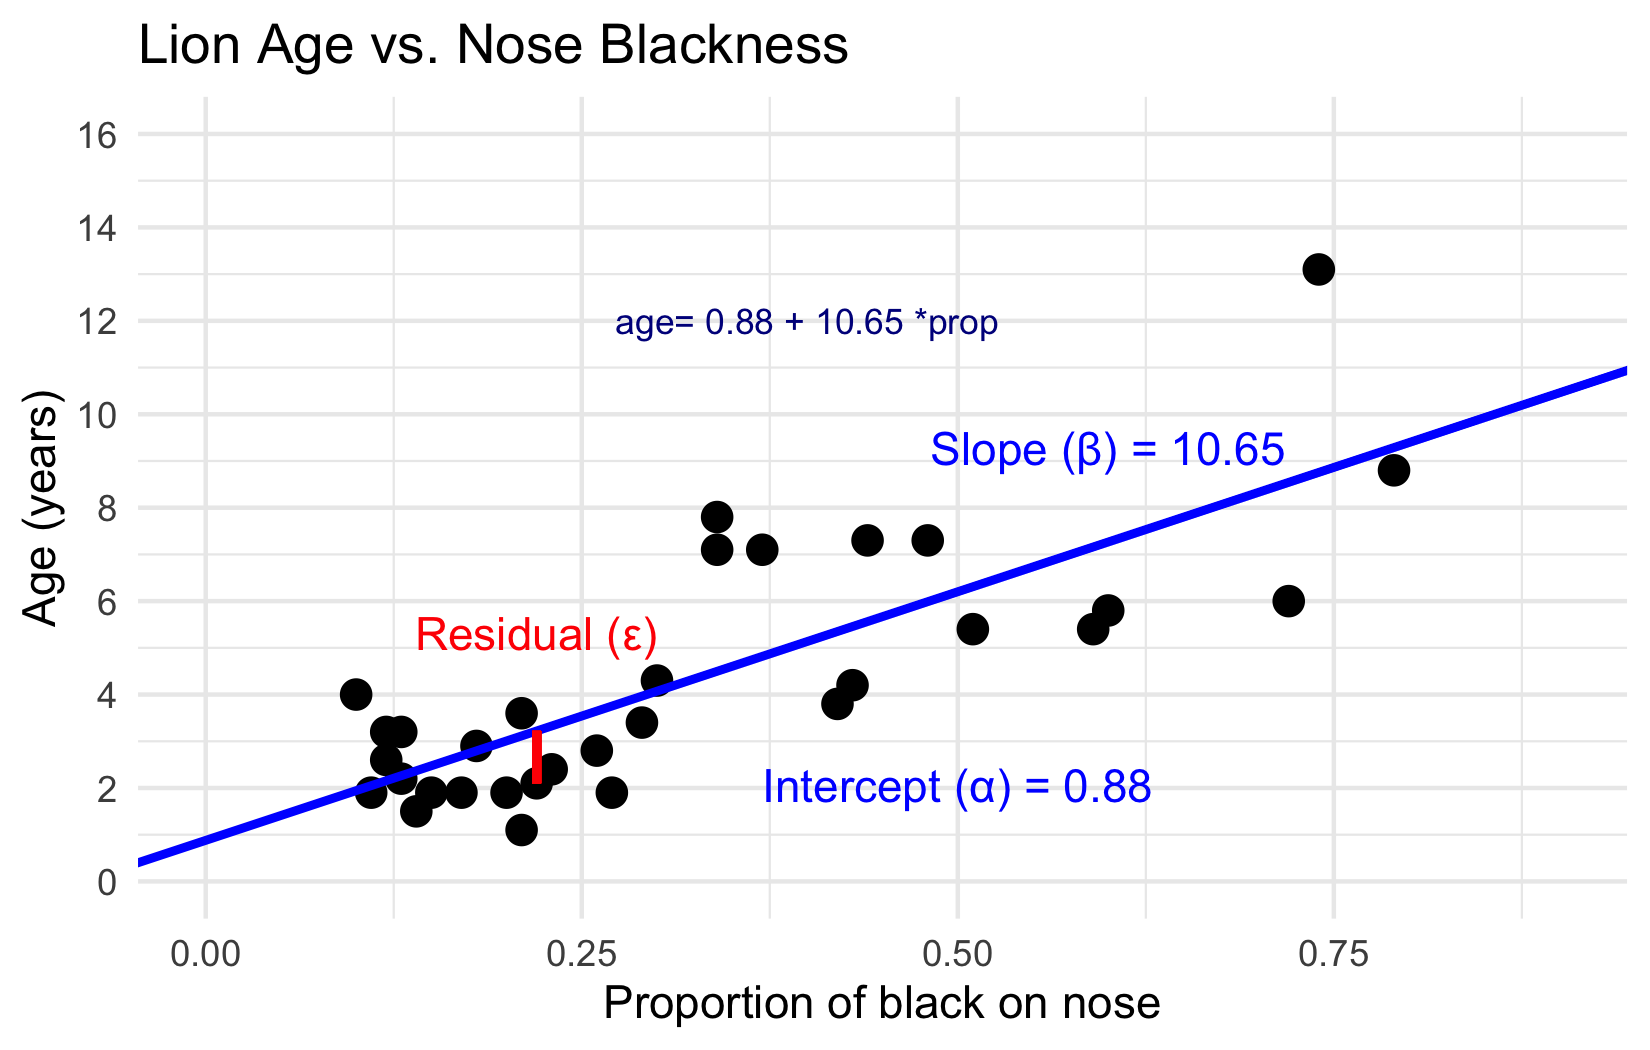 Lion Age vs. Nose Blackness
16
14
12
10
8
6
4
2
0
Age (years)
age= 0.88 + 10.65 *prop
Slope (β) = 10.65
Residual (ε)
Intercept (α) = 0.88
0.00 0.25 0.50 0.75
Proportion of black on nose